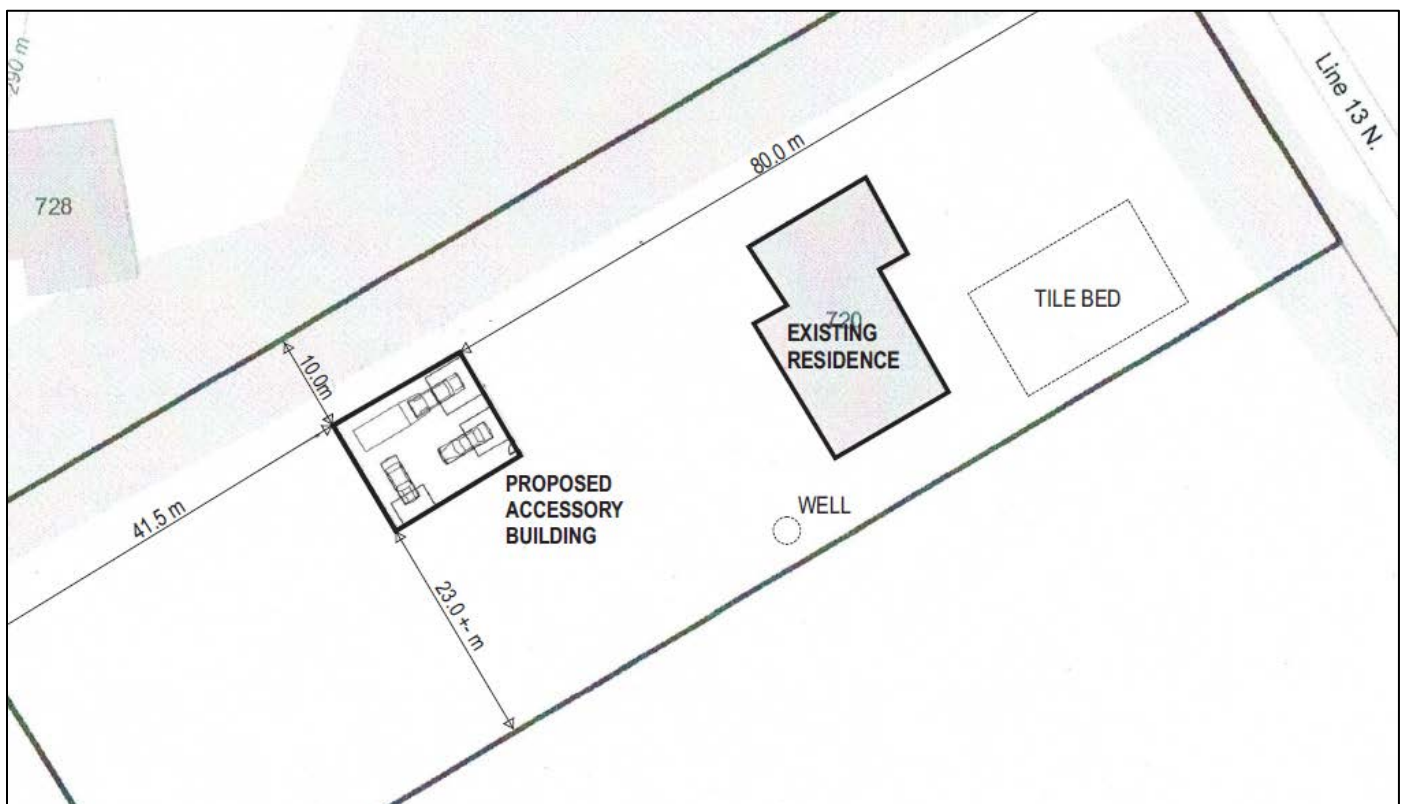 290 m
Line 13 N.
80.0 m
728
TILE BED
720
EXISTING
RESIDENCE
10.0m
PROPOSED
ACCESSORY
BUILDING
WELL
41.5 m
23.0 +- m